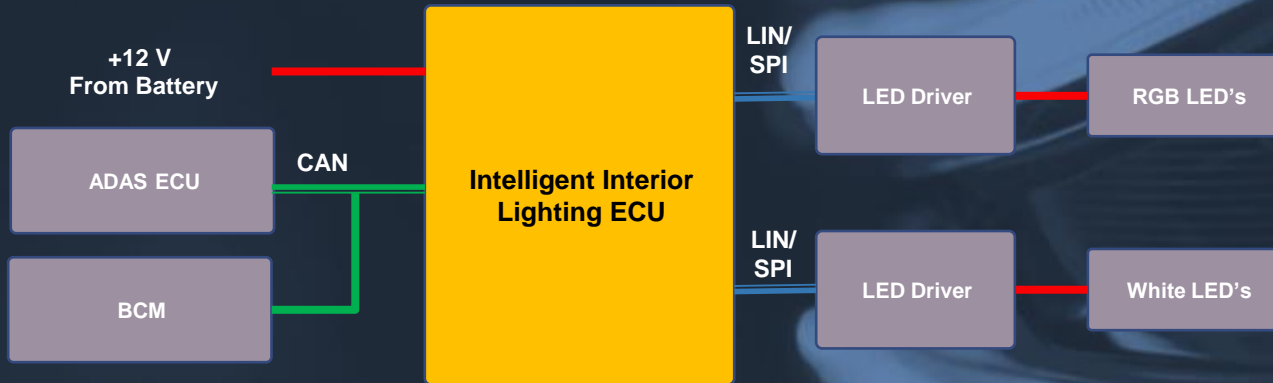 +12 V
From Battery
ADAS ECU
CAN
BCM
Intelligent Interior
Lighting ECU
LIN/
SPI
LED Driver
RGB LED's
LIN/
SPI
LED Driver
White LED's